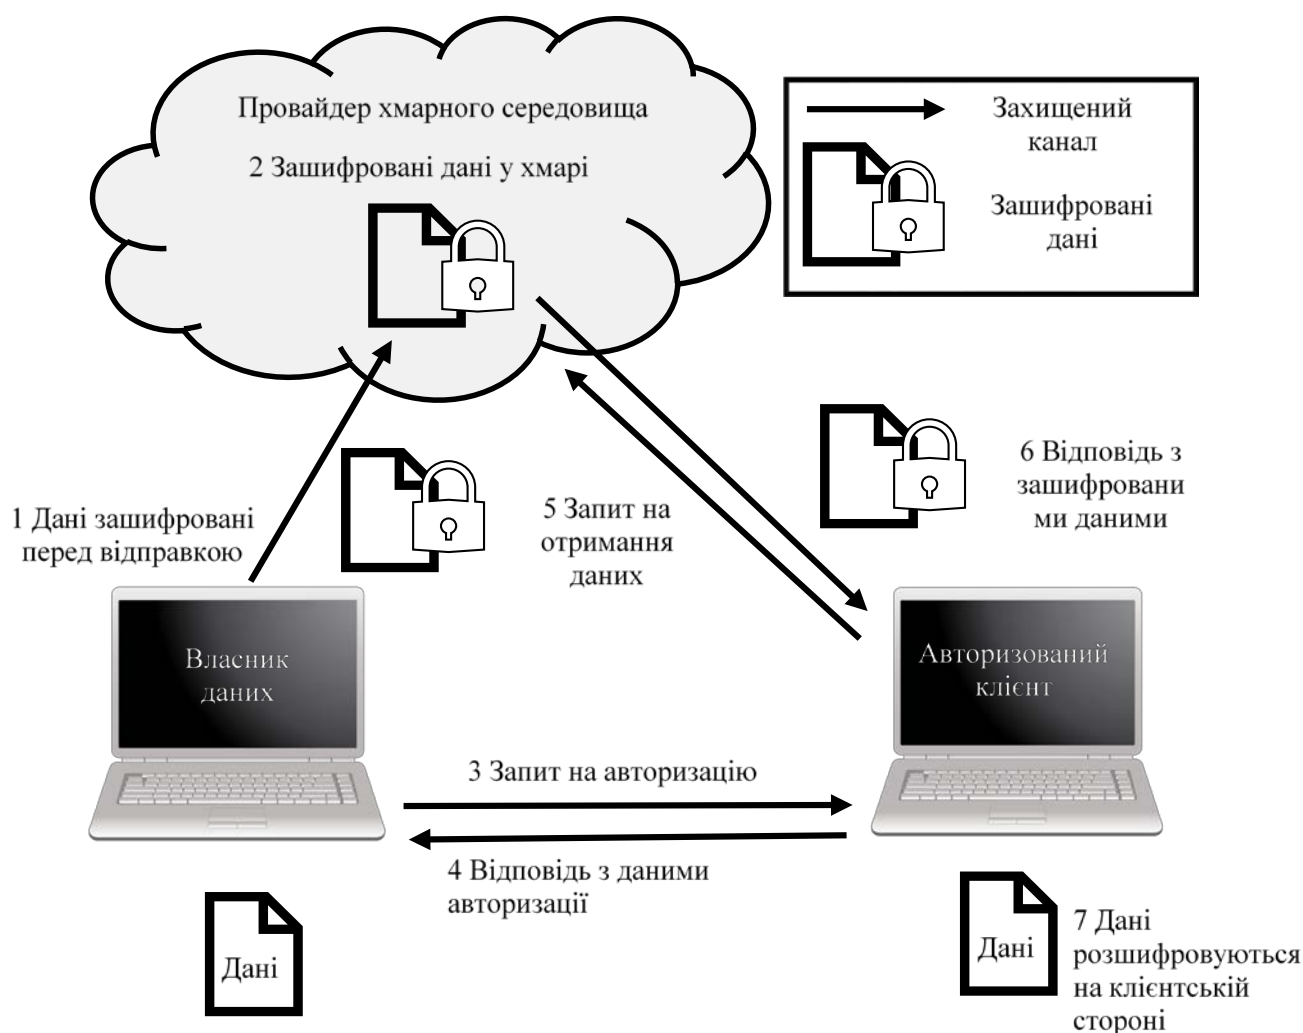 Провайдер хмарного середовища
2 Зашифровані дані у хмарі
Захищений
канал
Зашифровані
дані
1 Дані зашифровані
перед відправкою
5 Запит на
отримання
даних
6 Відповідь з
зашифровани
ми даними
Власник
даних
Авторизований
клієнт
3 Запит на авторизацію
4 Відповідь з даними
авторизації
Дані
Дані
7 Дані
розшифровуються
на клієнтській
стороні